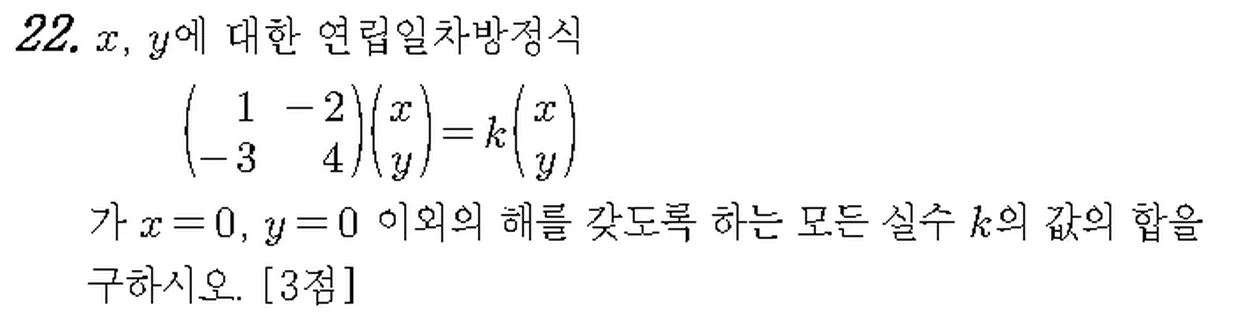 22. x, y에 대한 연립일차방정식
( 1 -2 ) ( x ) = k ( x )
( -3 4 ) ( y ) ( y )
가 x=0, y=0 이외의 해를 갖도록 하는 모든 실수 k의 값의 합을
구하시오. [3점]